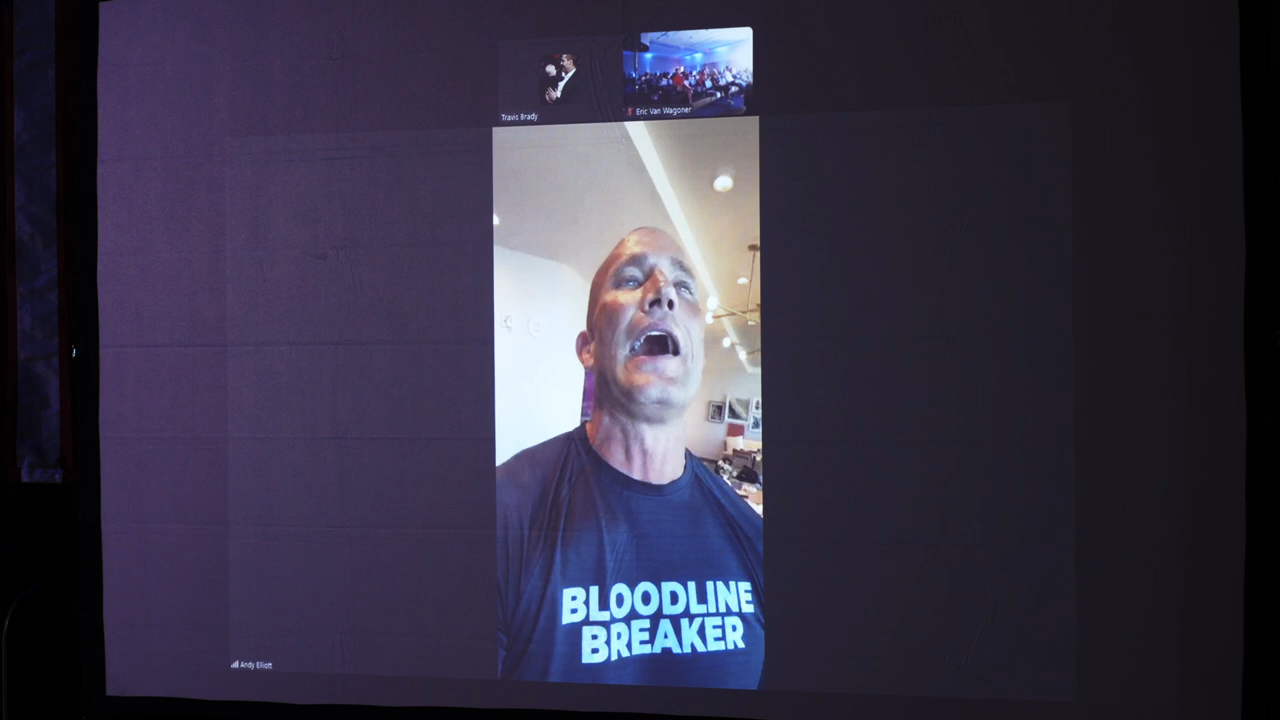 Travis Brady
Eric Van Wagoner
BLOODLINE
BREAKER
Andy Elliott